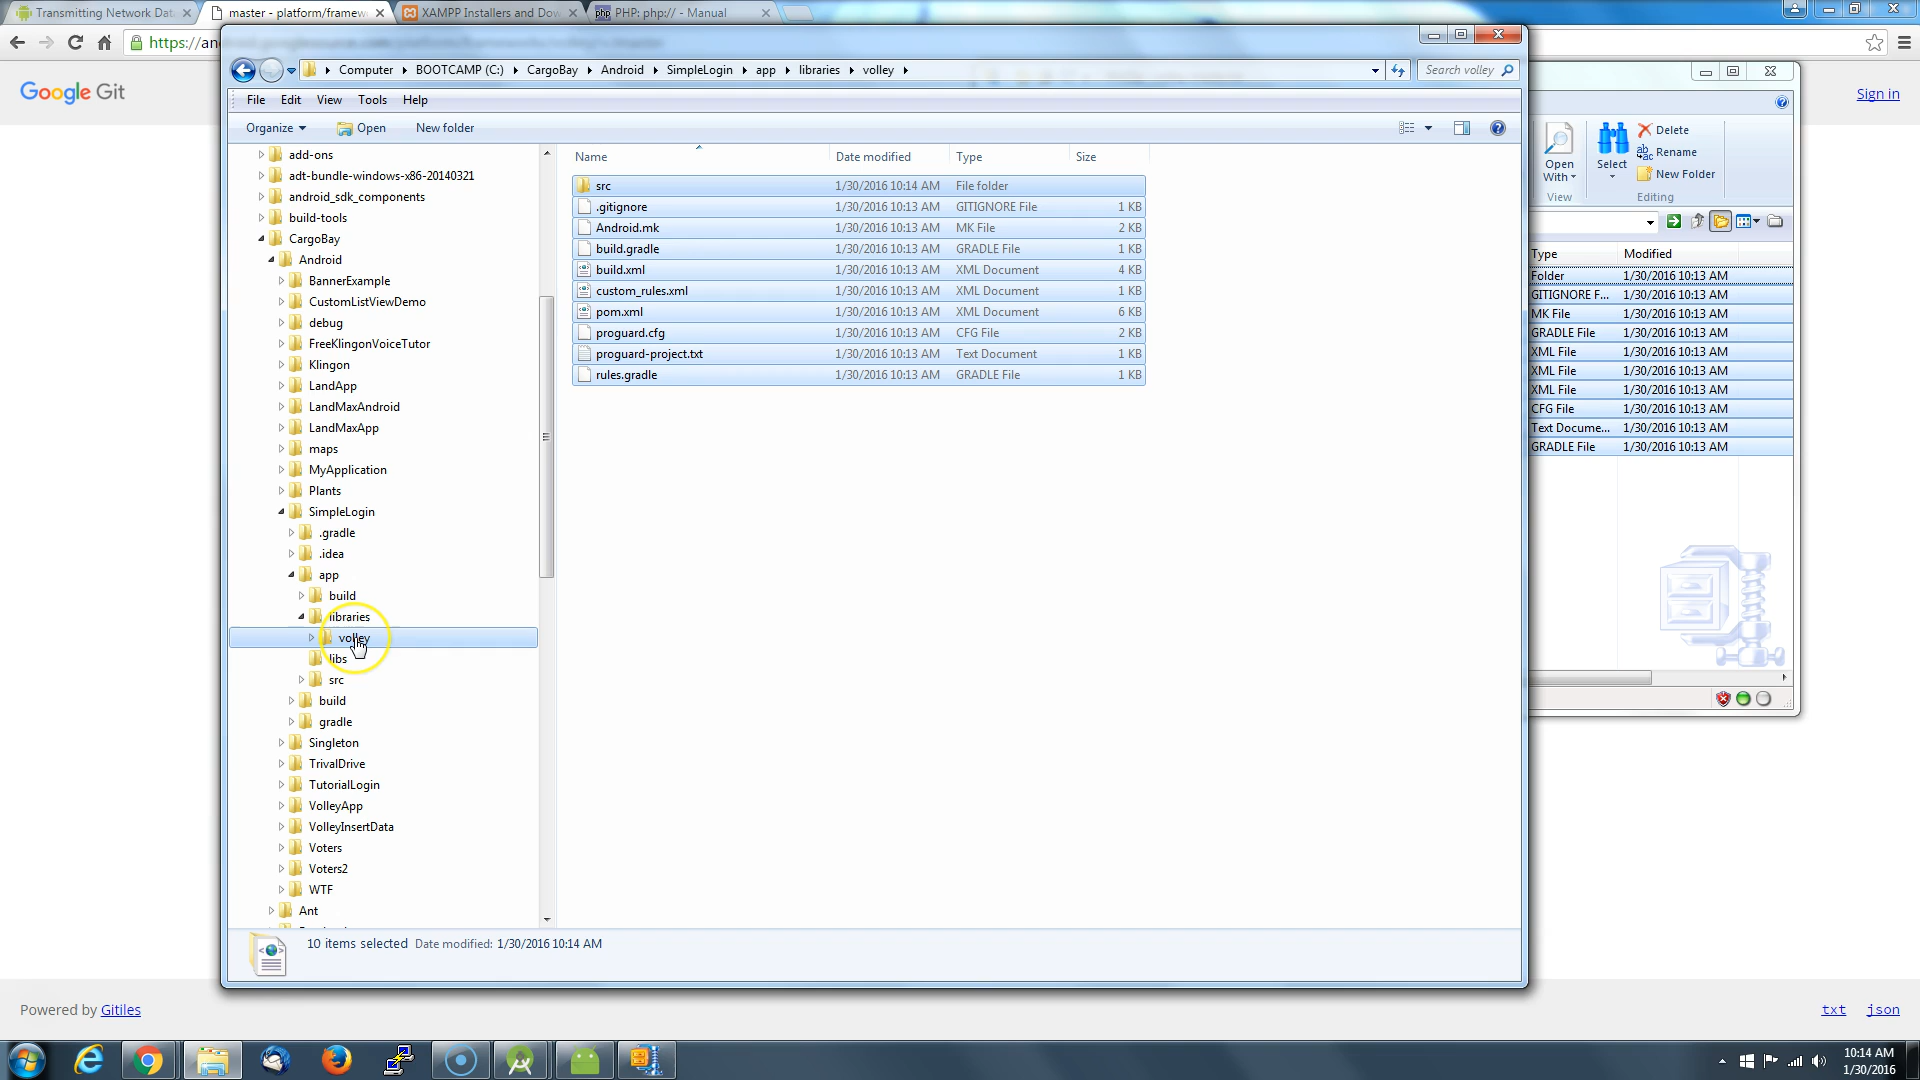 Transmitting Network Dat
master - platform/framew
XAMPP Installers and Dow
PHP: php:// - Manual
https://an
Google Git
Sign in
Computer
BOOTCAMP (C:)
CargoBay
Android
SimpleLogin
app
libraries
volley
Search volley
File
Edit
View
Tools
Help
Organize
Open
New folder
add-ons
adt-bundle-windows-x86-20140321
android_sdk_components
build-tools
CargoBay
Android
BannerExample
CustomListViewDemo
debug
FreeKlingonVoiceTutor
Klingon
LandApp
LandMaxAndroid
LandMaxApp
maps
MyApplication
Plants
SimpleLogin
.gradle
.idea
app
build
libraries
volley
libs
src
build
gradle
Singleton
TrivalDrive
TutorialLogin
VolleyApp
VolleyInsertData
Voters
Voters2
WTF
Ant
Name Date modified Type Size
src 1/30/2016 10:14 AM File folder
.gitignore 1/30/2016 10:13 AM GITIGNORE File 1 KB
Android.mk 1/30/2016 10:13 AM MK File 2 KB
build.gradle 1/30/2016 10:13 AM GRADLE File 1 KB
build.xml 1/30/2016 10:13 AM XML Document 4 KB
custom_rules.xml 1/30/2016 10:13 AM XML Document 1 KB
pom.xml 1/30/2016 10:13 AM XML Document 6 KB
proguard.cfg 1/30/2016 10:13 AM CFG File 2 KB
proguard-project.txt 1/30/2016 10:13 AM Text Document 1 KB
rules.gradle 1/30/2016 10:13 AM GRADLE File 1 KB
10 items selected Date modified: 1/30/2016 10:14 AM
Open With
Select
Delete
Rename
New Folder
View
Editing
Type Modified
Folder 1/30/2016 10:13 AM
GITIGNORE F... 1/30/2016 10:13 AM
MK File 1/30/2016 10:13 AM
GRADLE File 1/30/2016 10:13 AM
XML File 1/30/2016 10:13 AM
XML File 1/30/2016 10:13 AM
XML File 1/30/2016 10:13 AM
CFG File 1/30/2016 10:13 AM
Text Docume... 1/30/2016 10:13 AM
GRADLE File 1/30/2016 10:13 AM
Powered by Gitiles
txt json
10:14 AM
1/30/2016